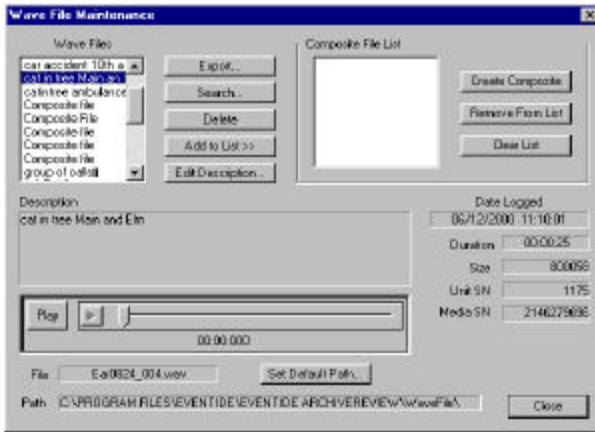 Wave File Maintenance
Wave Files
car accident 10th a
cat in tree Main an
cat in tree ambulance
Composite file
Composite File
Composite file
Composite file
Composite file
group of calls
Export...
Search...
Delete
Add to List >>
Edit Description...
Composite File List
Create Composite
Remove From List
Clear List
Description
cat in tree Main and Elm
Date Logged
06/12/2000 11:10:01
Duration 00:00:25
Size 800056
Unit SN 1175
Media SN 2146279696
Play
00:00.000
File Ear0624_004.wav
Set Default Path...
Path C:\PROGRAM FILES\EVENTIDE\EVENTIDE ARCHIVEREVIEW\WaveFile\
Close